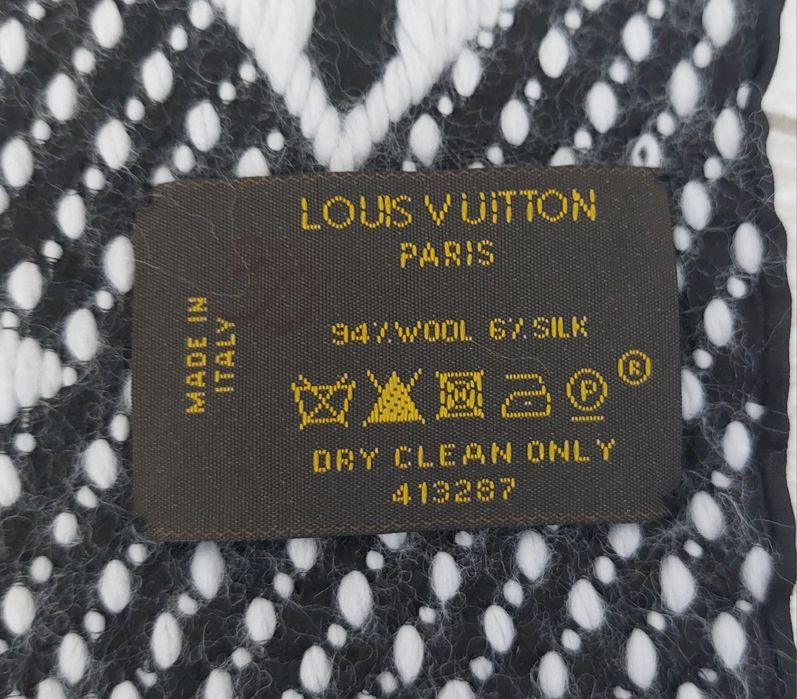 LOUIS VUITTON
PARIS
MADE IN
ITALY
94%WOOL 6%SILK
P
®
DRY CLEAN ONLY
413287